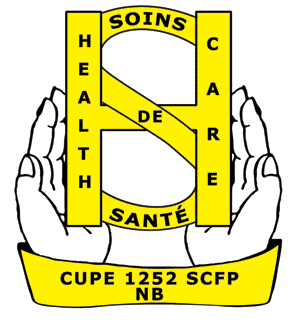 SOINS
HEALTH
CARE
DE
SANTÉ
CUPE 1252 SCFP
NB